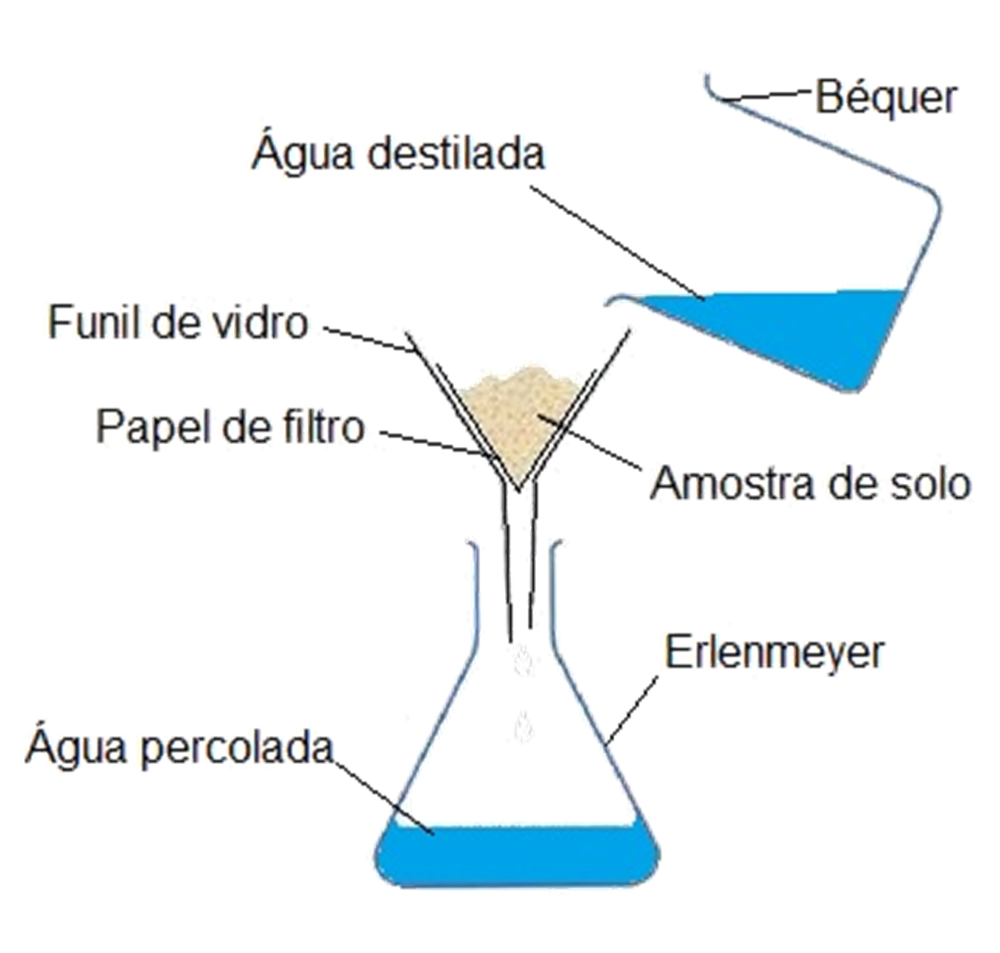 Béquer
Água destilada
Funil de vidro
Papel de filtro
Amostra de solo
Erlenmeyer
Água percolada